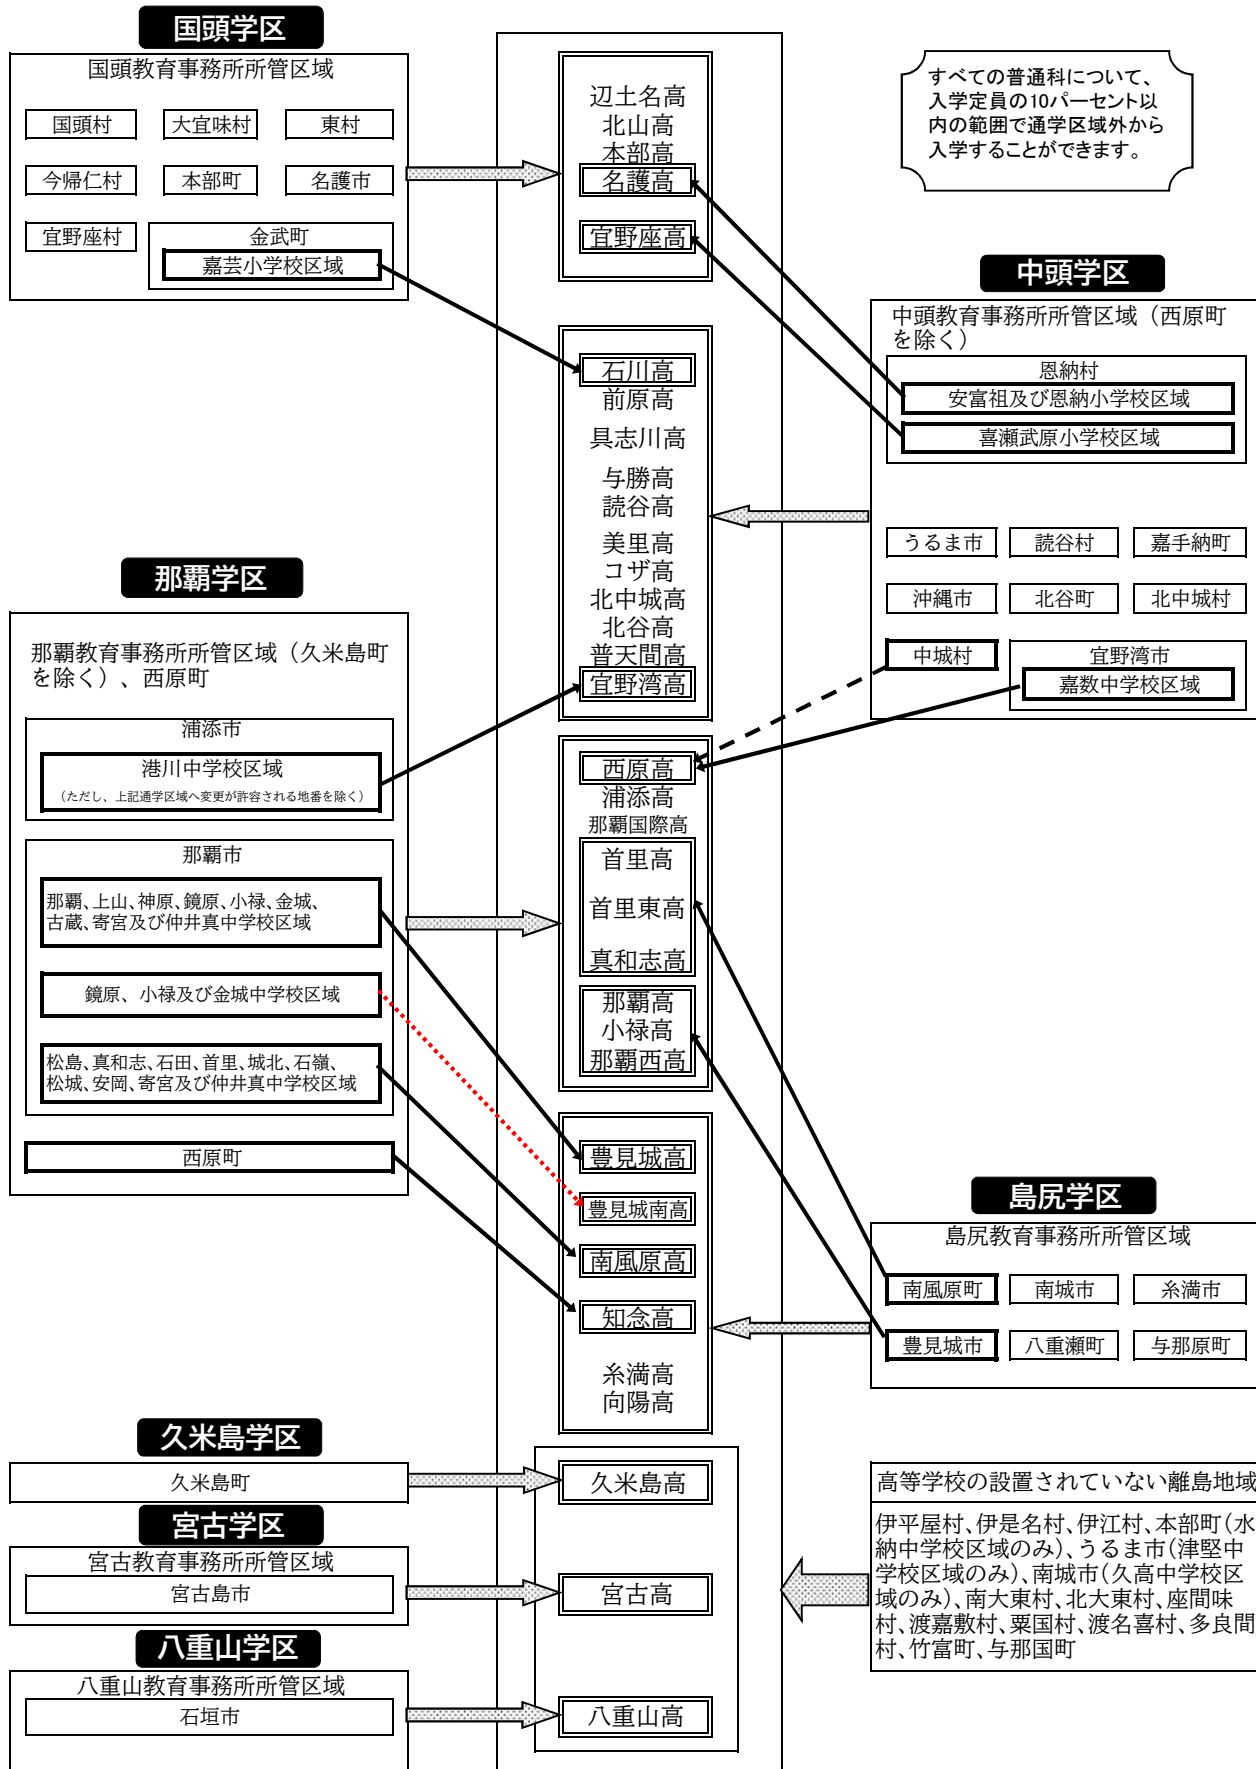 国頭学区
国頭教育事務所所管区域
国頭村
大宜味村
東村
今帰仁村
本部町
名護市
宜野座村
金武町
嘉芸小学校区域
辺土名高
北山高
本部高
名護高
宜野座高
すべての普通科について、
入学定員の10パーセント以
内の範囲で通学区域外から
入学することができます。
中頭学区
中頭教育事務所所管区域（西原町
を除く）
恩納村
安富祖及び恩納小学校区域
喜瀬武原小学校区域
うるま市
読谷村
嘉手納町
沖縄市
北谷町
北中城村
中城村
宜野湾市
嘉数中学校区域
石川高
前原高
具志川高
与勝高
読谷高
美里高
コザ高
北中城高
北谷高
普天間高
宜野湾高
那覇学区
那覇教育事務所所管区域（久米島町
を除く）、西原町
浦添市
港川中学校区域
（ただし、上記通学区域へ変更が許容される地番を除く）
那覇市
那覇、上山、神原、鏡原、小禄、金城、
古蔵、寄宮及び仲井真中学校区域
鏡原、小禄及び金城中学校区域
松島、真和志、石田、首里、城北、石嶺、
松城、安岡、寄宮及び仲井真中学校区域
西原町
西原高
浦添高
那覇国際高
首里高
首里東高
真和志高
那覇高
小禄高
那覇西高
豊見城高
豊見城南高
南風原高
知念高
糸満高
向陽高
島尻学区
島尻教育事務所所管区域
南風原町
南城市
糸満市
豊見城市
八重瀬町
与那原町
久米島学区
久米島町
久米島高
宮古学区
宮古教育事務所所管区域
宮古島市
宮古高
八重山学区
八重山教育事務所所管区域
石垣市
八重山高
高等学校の設置されていない離島地域
伊平屋村、伊是名村、伊江村、本部町（水
納中学校区域のみ）、うるま市（津堅中
学校区域のみ）、南城市（久高中学校区
域のみ）、南大東村、北大東村、座間味
村、渡嘉敷村、粟国村、渡名喜村、多良間
村、竹富町、与那国町